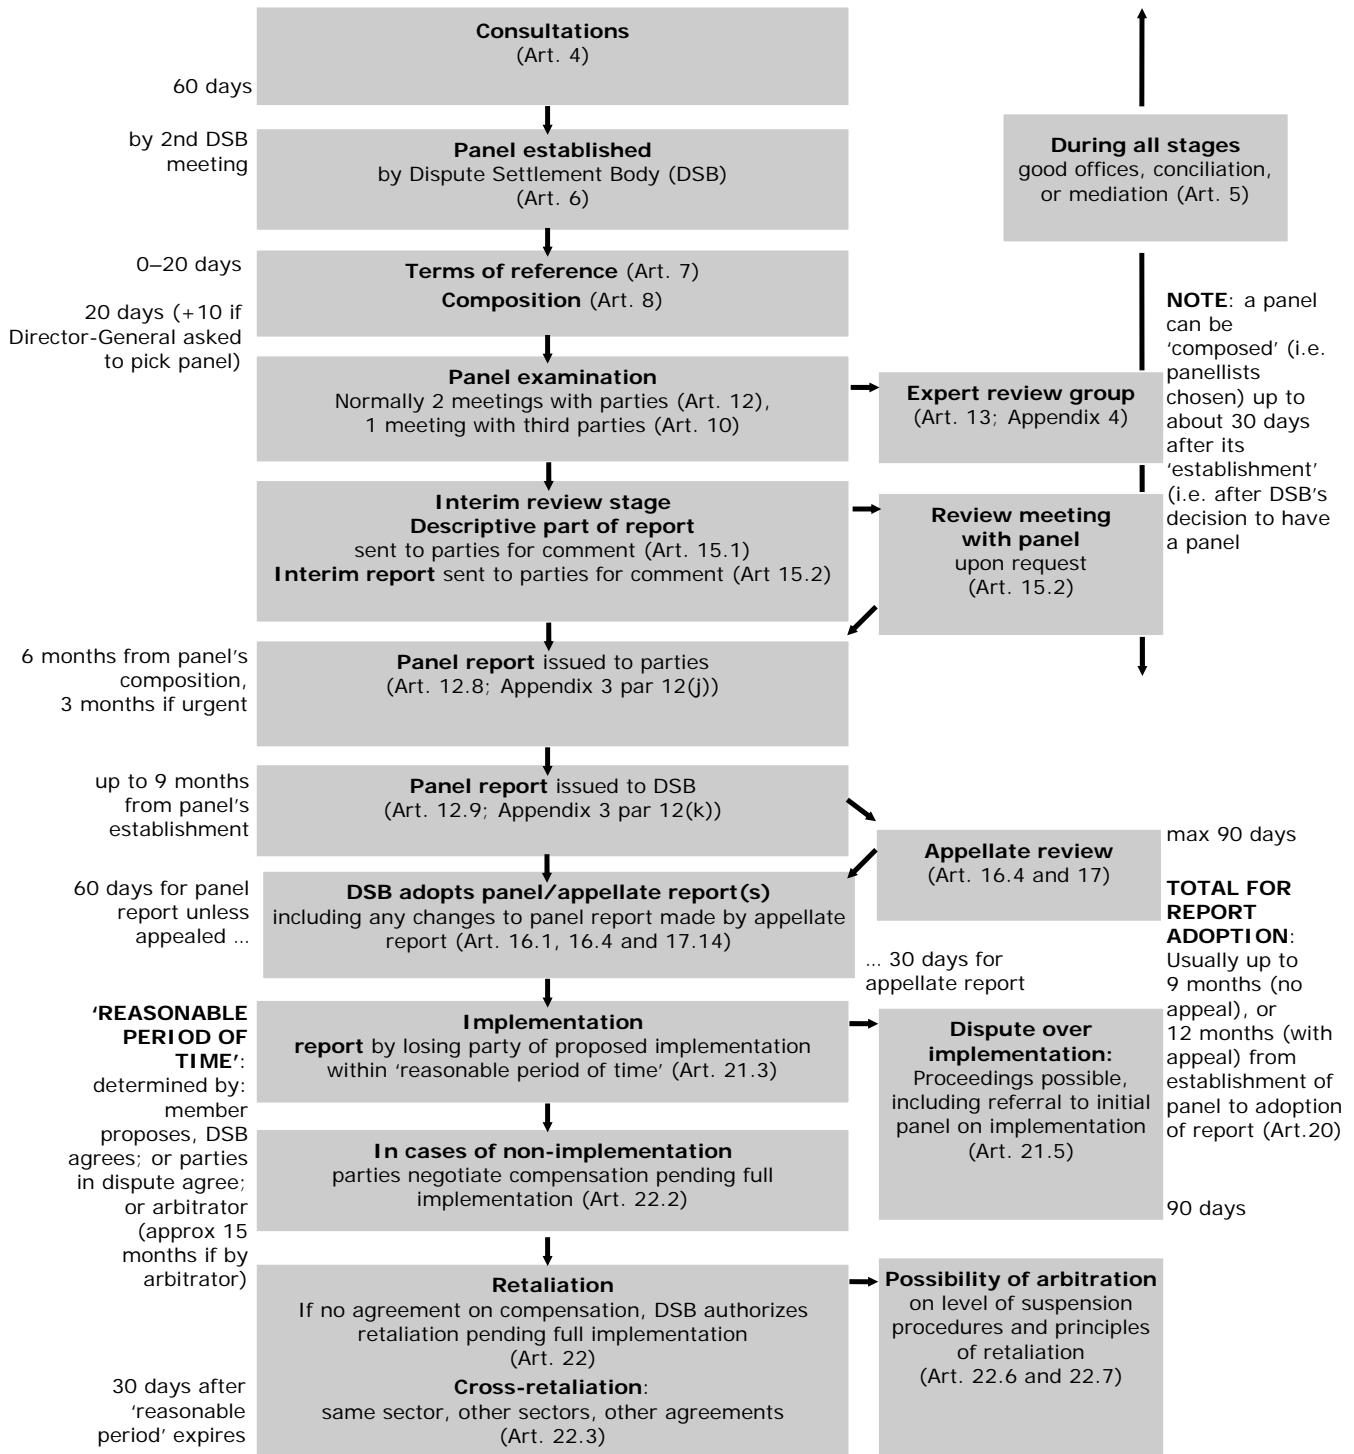 Consultations
(Art. 4)
60 days
by 2nd DSB
meeting
Panel established
by Dispute Settlement Body (DSB)
(Art. 6)
During all stages
good offices, conciliation,
or mediation (Art. 5)
0–20 days
Terms of reference (Art. 7)
Composition (Art. 8)
20 days (+10 if
Director-General asked
to pick panel)
NOTE: a panel
can be
‘composed’ (i.e.
panellists
chosen) up to
about 30 days
after its
‘establishment’
(i.e. after DSB’s
decision to have
a panel
Panel examination
Normally 2 meetings with parties (Art. 12),
1 meeting with third parties (Art. 10)
Expert review group
(Art. 13; Appendix 4)
Interim review stage
Descriptive part of report
sent to parties for comment (Art. 15.1)
Interim report sent to parties for comment (Art 15.2)
Review meeting
with panel
upon request
(Art. 15.2)
6 months from panel’s
composition,
3 months if urgent
Panel report issued to parties
(Art. 12.8; Appendix 3 par 12(j))
up to 9 months
from panel’s
establishment
Panel report issued to DSB
(Art. 12.9; Appendix 3 par 12(k))
Appellate review
(Art. 16.4 and 17)
max 90 days
60 days for panel
report unless
appealed ...
DSB adopts panel/appellate report(s)
including any changes to panel report made by appellate
report (Art. 16.1, 16.4 and 17.14)
... 30 days for
appellate report
TOTAL FOR
REPORT
ADOPTION:
Usually up to
9 months (no
appeal), or
12 months (with
appeal) from
establishment of
panel to adoption
of report (Art.20)
‘REASONABLE
PERIOD OF
TIME’:
determined by:
member
proposes, DSB
agrees; or parties
in dispute agree;
or arbitrator
(approx 15
months if by
arbitrator)
Implementation
report by losing party of proposed implementation
within ‘reasonable period of time’ (Art. 21.3)
Dispute over
implementation:
Proceedings possible,
including referral to initial
panel on implementation
(Art. 21.5)
In cases of non-implementation
parties negotiate compensation pending full
implementation (Art. 22.2)
90 days
Retaliation
If no agreement on compensation, DSB authorizes
retaliation pending full implementation
(Art. 22)
Cross-retaliation:
same sector, other sectors, other agreements
(Art. 22.3)
Possibility of arbitration
on level of suspension
procedures and principles
of retaliation
(Art. 22.6 and 22.7)
30 days after
‘reasonable
period’ expires